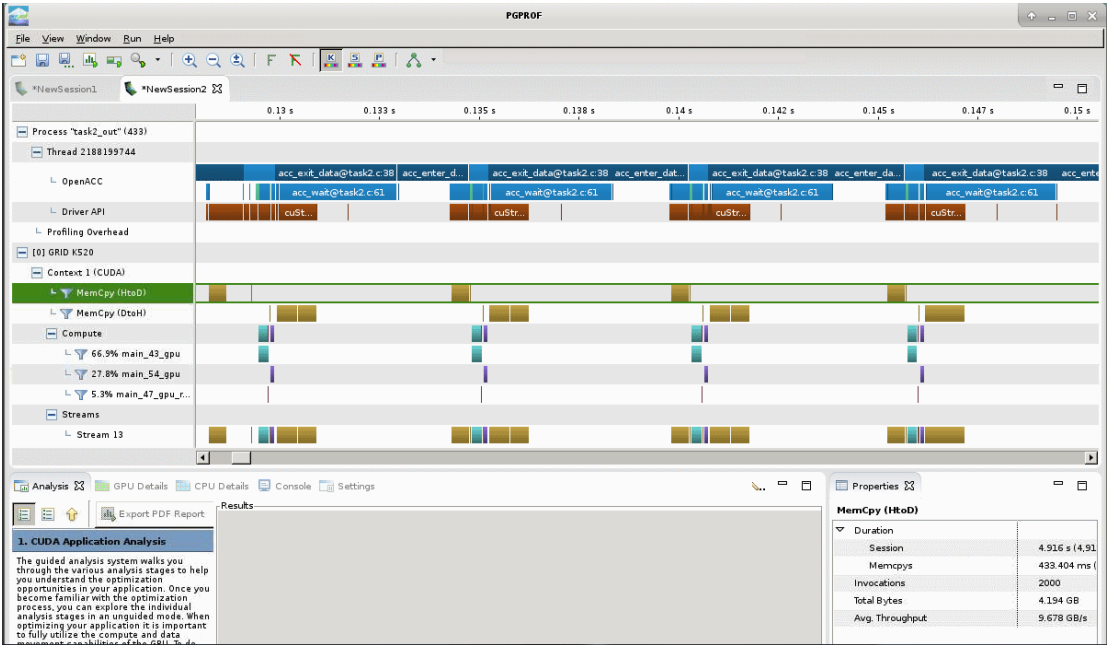 PGPROF
File View Window Run Help
*NewSession1 *NewSession2
0.13 s 0.133 s 0.135 s 0.138 s 0.14 s 0.142 s 0.145 s 0.147 s 0.15 s
Process "task2_out" (433)
Thread 2188199744
OpenACC
acc_exit_data@task2.c:38 acc_enter_d... acc_exit_data@task2.c:38 acc_enter_dat... acc_exit_data@task2.c:38 acc_enter_da... acc_exit_data@task2.c:38 acc_ente
acc_wait@task2.c:61 acc_wait@task2.c:61 acc_wait@task2.c:61 acc_wait@task2.c:61
Driver API cuSt... cuStr... cuStr... cuStr...
Profiling Overhead
[0] GRID K520
Context 1 (CUDA)
MemCpy (HtoD)
MemCpy (DtoH)
Compute
66.9% main_43_gpu
27.8% main_54_gpu
5.3% main_47_gpu_r...
Streams
Stream 13
Analysis GPU Details CPU Details Console Settings
Properties
Export PDF Report
Results
1. CUDA Application Analysis
The guided analysis system walks you
through the various analysis stages to help
you understand the optimization
opportunities in your application. Once you
become familiar with the optimization
process, you can explore the individual
analysis stages in an unguided mode. When
optimizing your application it is important
to fully utilize the compute and data
MemCpy (HtoD)
Duration
Session 4.916 s (4,91
Memcpys 433.404 ms (
Invocations 2000
Total Bytes 4.194 GB
Avg. Throughput 9.678 GB/s